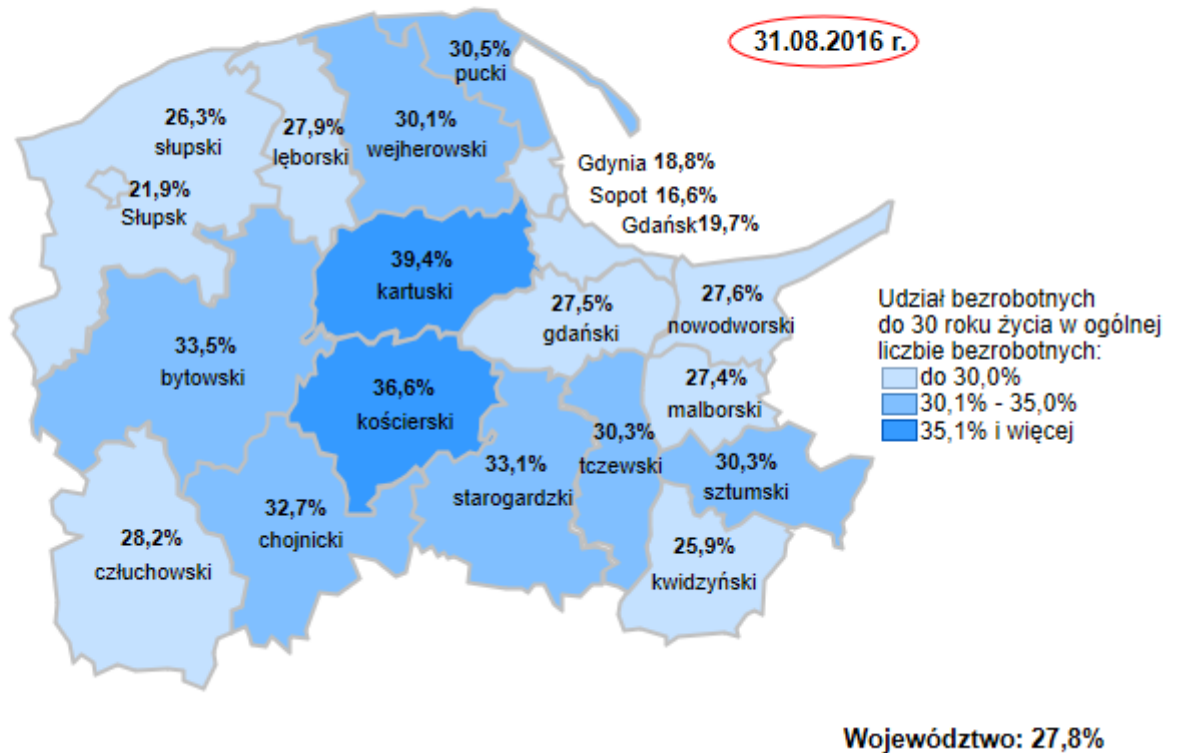 31.08.2016 r.
30,5%
pucki
26,3%
słupski
27,9%
lęborski
30,1%
wejherowski
Gdynia 18,8%
Sopot 16,6%
Gdańsk 19,7%
21,9%
Słupsk
39,4%
kartuski
27,5%
gdański
27,6%
nowodworski
33,5%
bytowski
36,6%
kościerski
27,4%
malborski
30,3%
tczewski
33,1%
starogardzki
30,3%
sztumski
32,7%
chojnicki
28,2%
człuchowski
25,9%
kwidzyński
Udział bezrobotnych
do 30 roku życia w ogólnej
liczbie bezrobotnych:
do 30,0%
30,1% - 35,0%
35,1% i więcej
Województwo: 27,8%